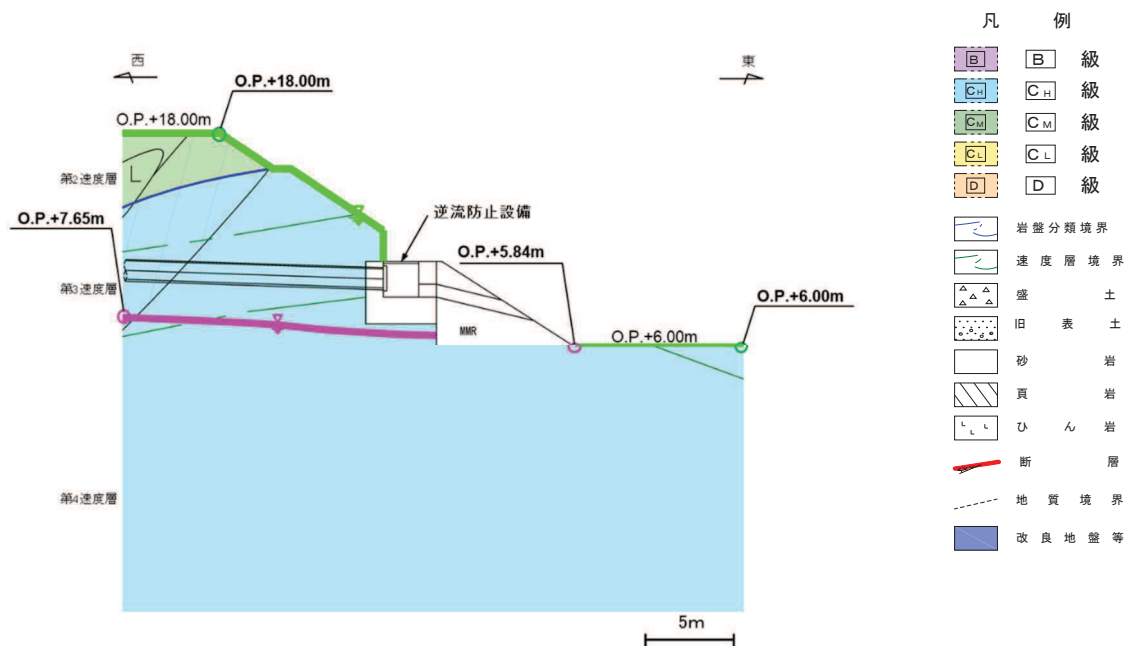 西
東
O.P.+18.00m
O.P.+18.00m
L
第2速度層
O.P.+7.65m
逆流防止設備
O.P.+5.84m
第3速度層
O.P.+6.00m
MMR
O.P.+6.00m
第4速度層
5m
凡 例
B B 級
CH CH 級
CM CM 級
CL CL 級
D D 級
岩盤分類境界
速度層境界
盛土
旧表土
砂岩
頁岩
ひん岩
断層
地質境界
改良地盤等